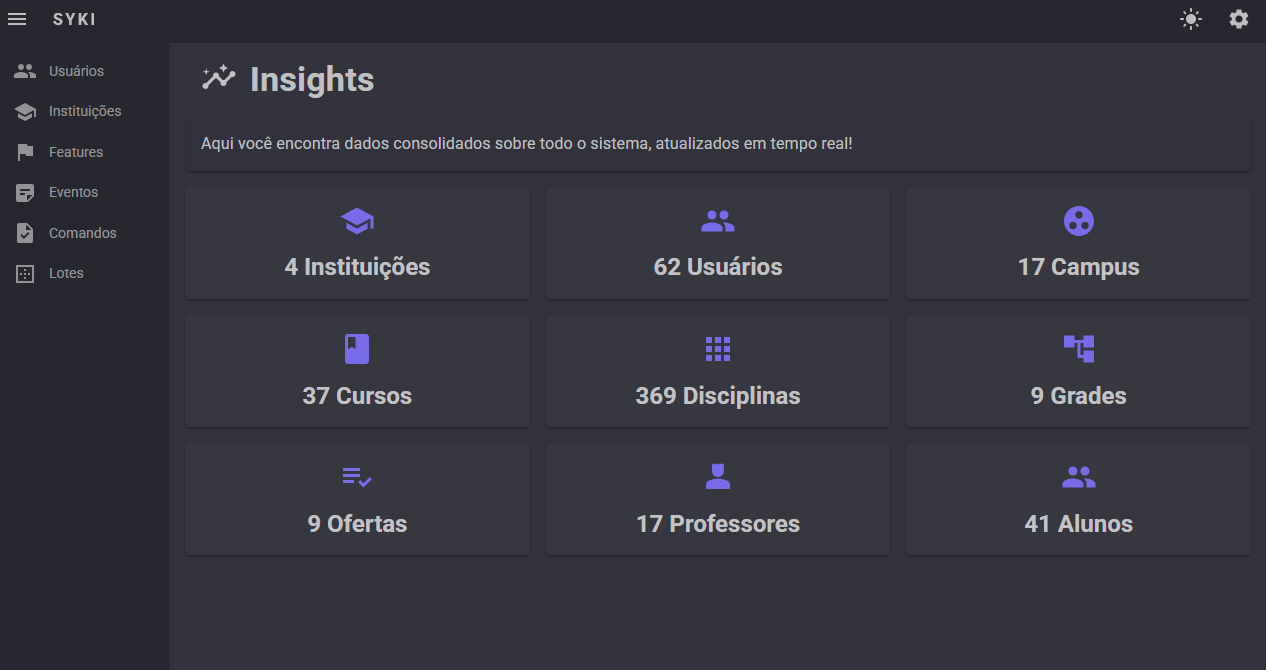 SYKI
Usuários
Instituições
Features
Eventos
Comandos
Lotes
Insights
Aqui você encontra dados consolidados sobre todo o sistema, atualizados em tempo real!
4 Instituições
62 Usuários
17 Campus
37 Cursos
369 Disciplinas
9 Grades
9 Ofertas
17 Professores
41 Alunos